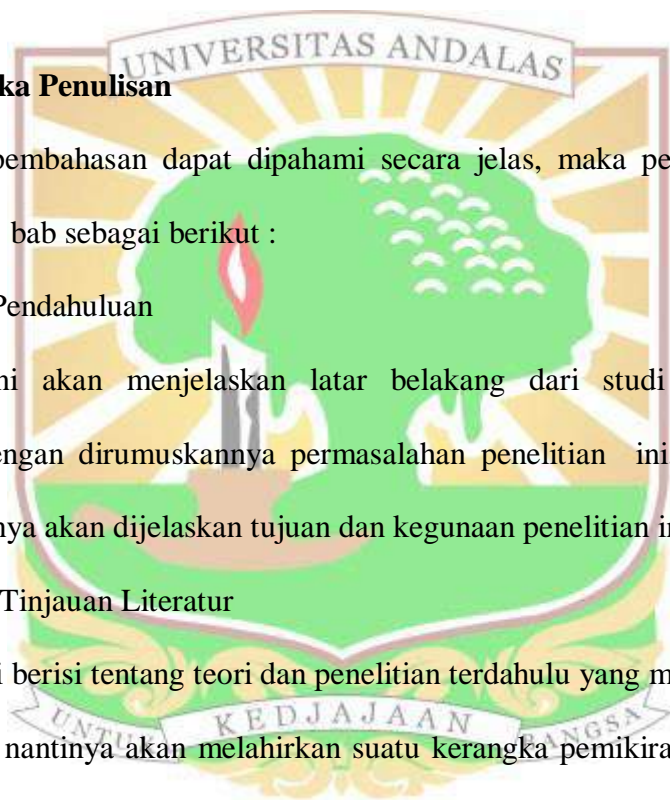 UNIVERSITAS ANDALAS
ka Penulisan
pembahasan dapat dipahami secara jelas, maka pe
bab sebagai berikut :
Pendahuluan
ni akan menjelaskan latar belakang dari studi
engan dirumuskannya permasalahan penelitian ini
nya akan dijelaskan tujuan dan kegunaan penelitian i
Tinjauan Literatur
i berisi tentang teori dan penelitian terdahulu yang m
UNTUK KEDJAJAAN BANGSA
nantinya akan melahirkan suatu kerangka pemikira